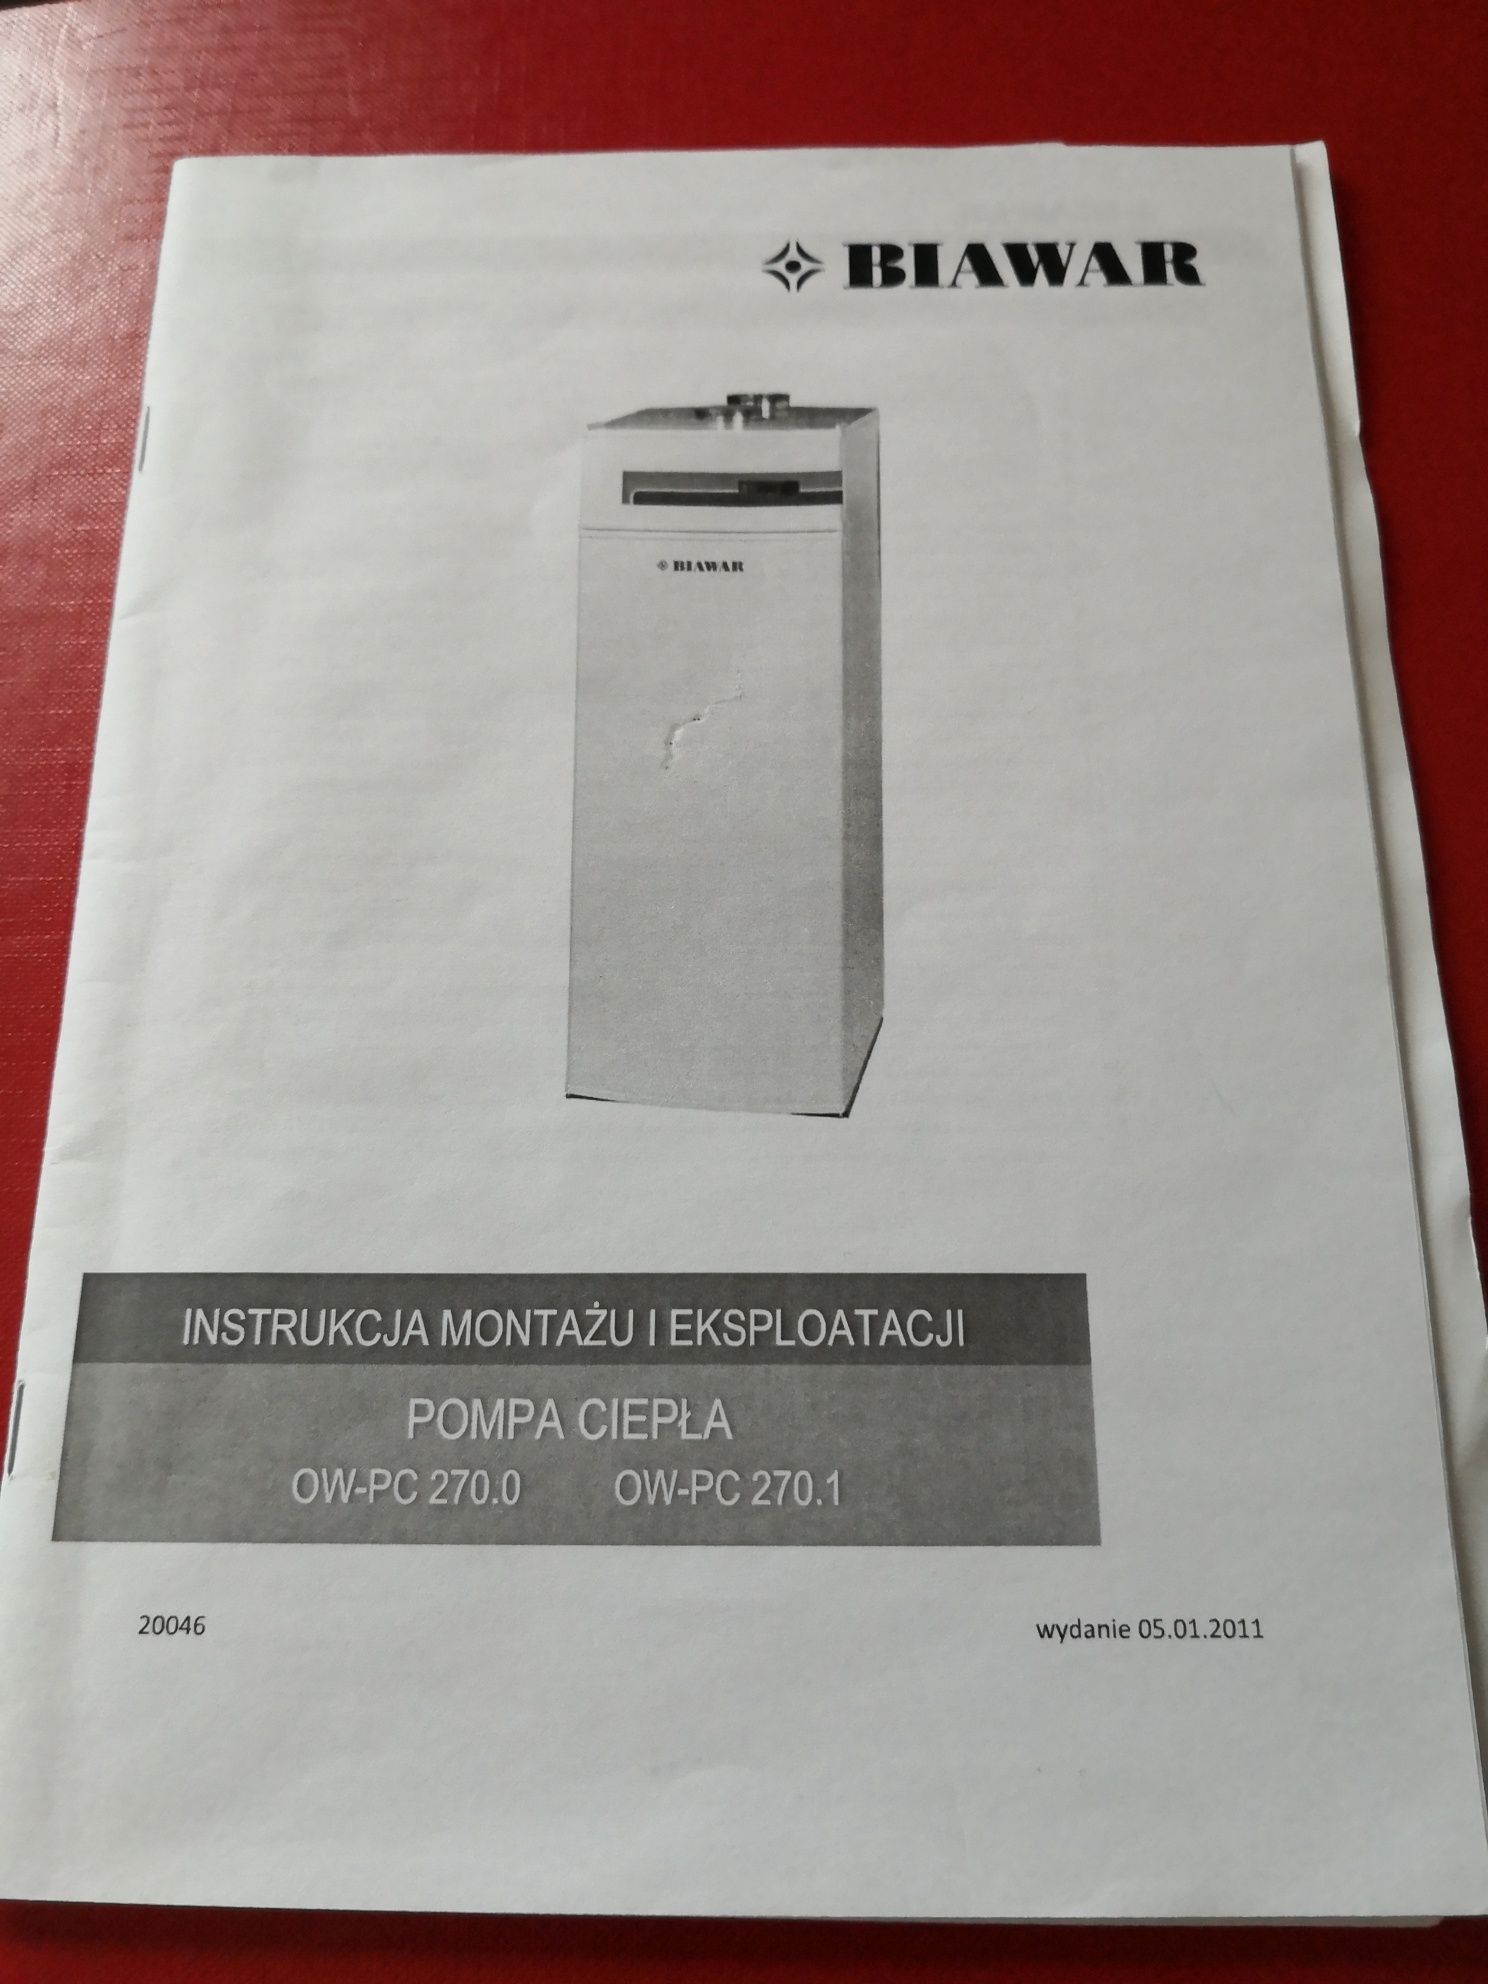 BIAWAR
BIAWAR
INSTRUKCJA MONTAŻU I EKSPLOATACJI
POMPA CIEPŁA
OW-PC 270.0 OW-PC 270.1
20046 wydanie 05.01.2011